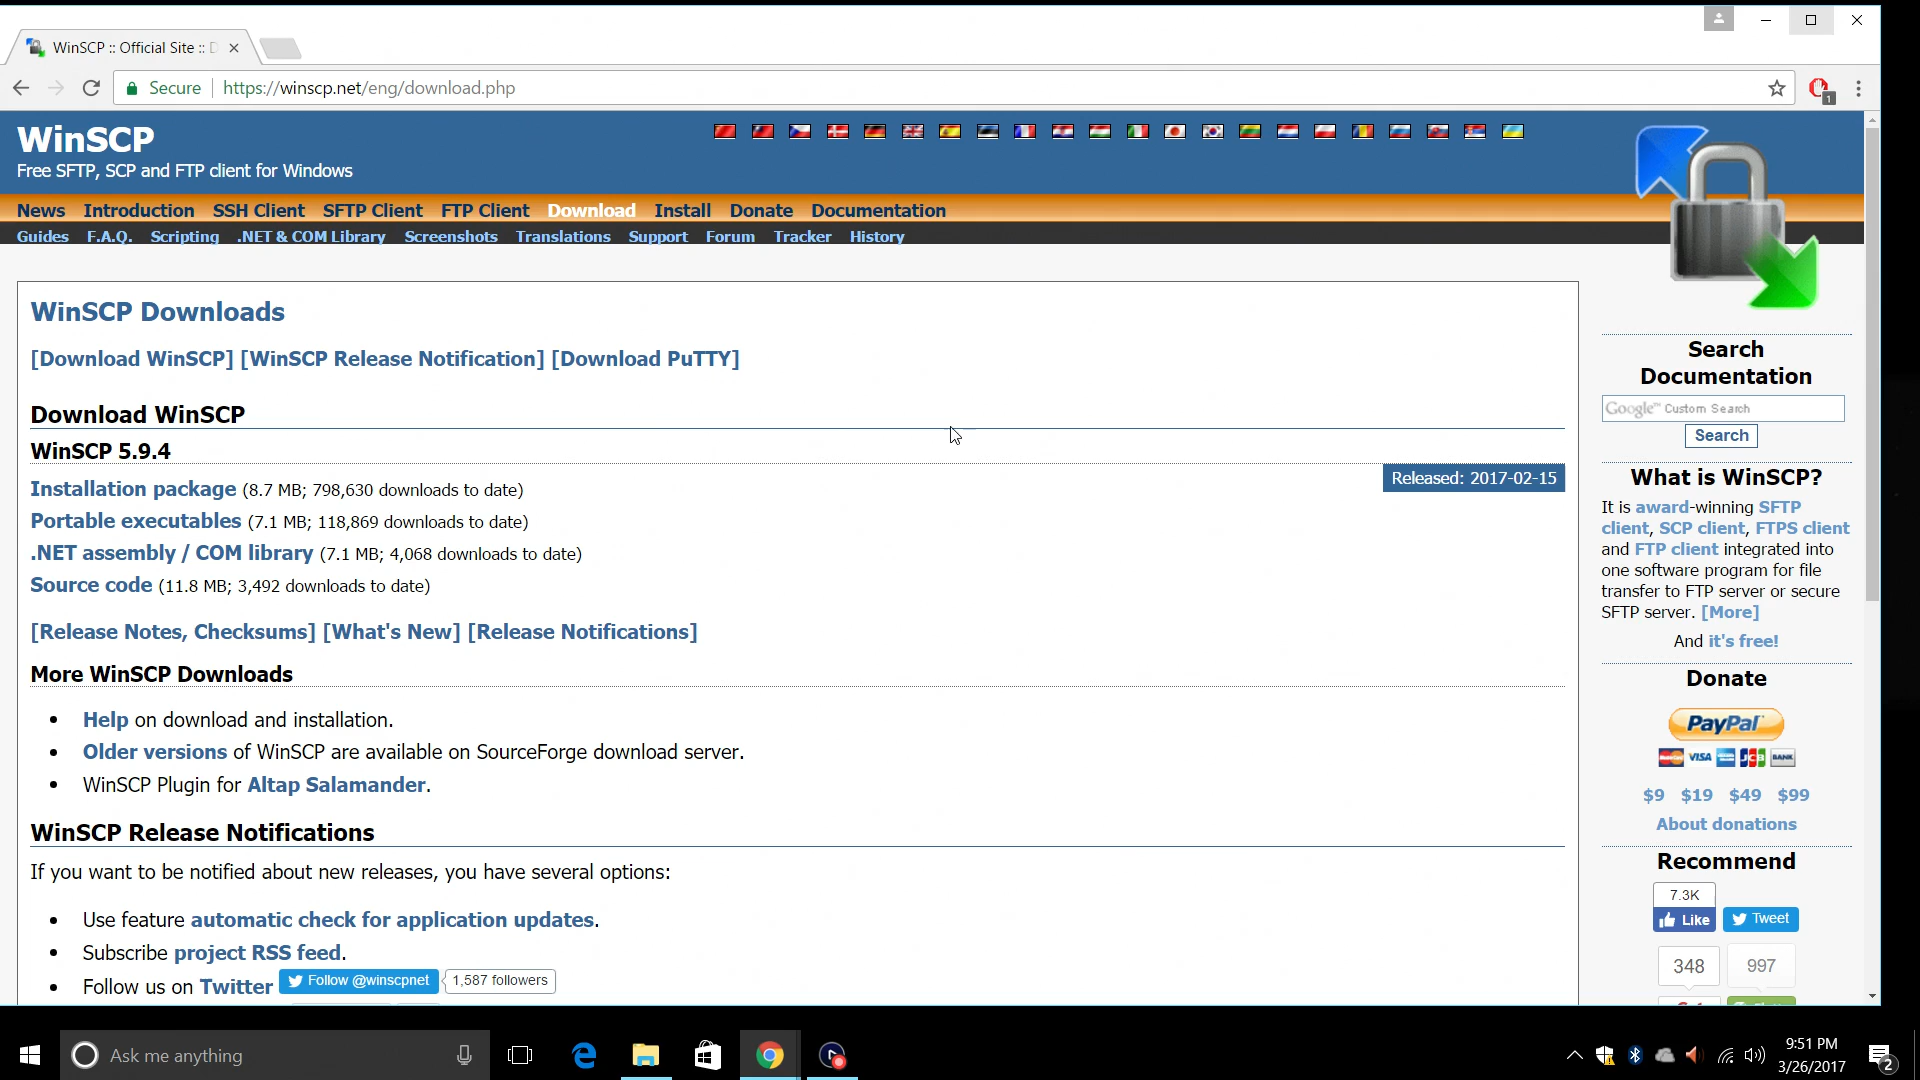 WinSCP :: Official Site :: D
Secure
https://winscp.net/eng/download.php
1
WinSCP
Free SFTP, SCP and FTP client for Windows
News Introduction SSH Client SFTP Client FTP Client Download Install Donate Documentation
Guides F.A.Q. Scripting .NET & COM Library Screenshots Translations Support Forum Tracker History
WinSCP Downloads
[Download WinSCP] [WinSCP Release Notification] [Download PuTTY]
Download WinSCP
WinSCP 5.9.4
Released: 2017-02-15
Installation package (8.7 MB; 798,630 downloads to date)
Portable executables (7.1 MB; 118,869 downloads to date)
.NET assembly / COM library (7.1 MB; 4,068 downloads to date)
Source code (11.8 MB; 3,492 downloads to date)
[Release Notes, Checksums] [What's New] [Release Notifications]
More WinSCP Downloads
• Help on download and installation.
• Older versions of WinSCP are available on SourceForge download server.
• WinSCP Plugin for Altap Salamander.
WinSCP Release Notifications
If you want to be notified about new releases, you have several options:
• Use feature automatic check for application updates.
• Subscribe project RSS feed.
• Follow us on Twitter Follow @winscpnet 1,587 followers
Search
Documentation
Google™ Custom Search
Search
What is WinSCP?
It is award-winning SFTP
client, SCP client, FTPS client
and FTP client integrated into
one software program for file
transfer to FTP server or secure
SFTP server. [More]
And it's free!
Donate
PayPal
MasterCard VISA JCB BANK
$9 $19 $49 $99
About donations
Recommend
7.3K
Like Tweet
348 997
Ask me anything
9:51 PM
3/26/2017
2